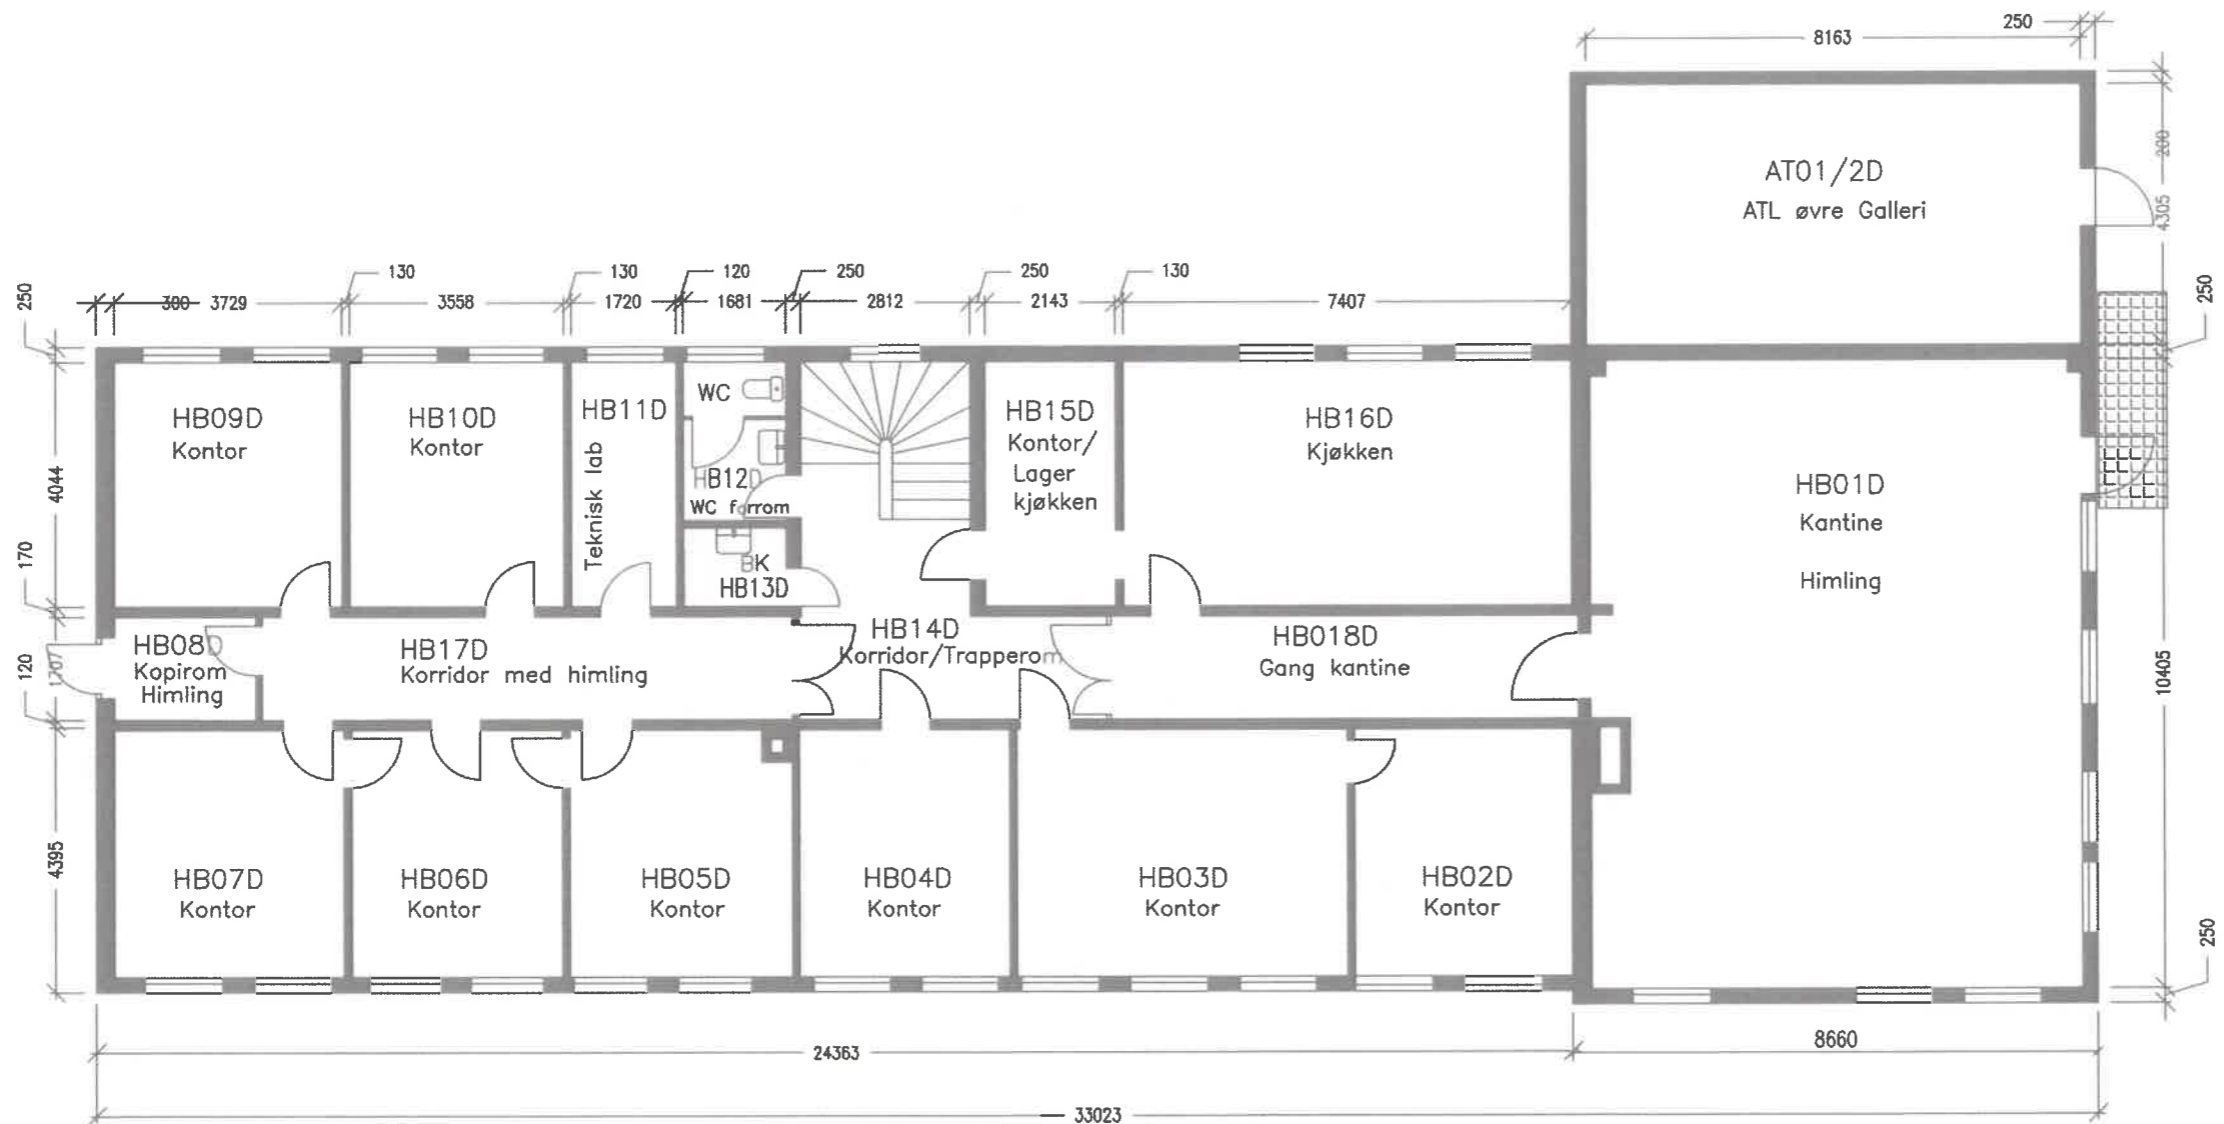 250
8163
AT01/2D
ATL øvre Galleri
200
4305
250
130
130
120
250
250
130
250
300 3729
3558
1720
1681
2812
2143
7407
HB09D
Kontor
HB10D
Kontor
HB11D
Teknisk lab
WC
HB12D
WC forrom
BK
HB13D
HB15D
Kontor/
Lager
kjøkken
HB16D
Kjøkken
HB01D
Kantine
Himling
4044
170
120
HB08D
Kopirom
Himling
HB17D
Korridor med himling
HB14D
Korridor/Trapperom
HB018D
Gang kantine
10405
4395
HB07D
Kontor
HB06D
Kontor
HB05D
Kontor
HB04D
Kontor
HB03D
Kontor
HB02D
Kontor
250
24363
8660
33023